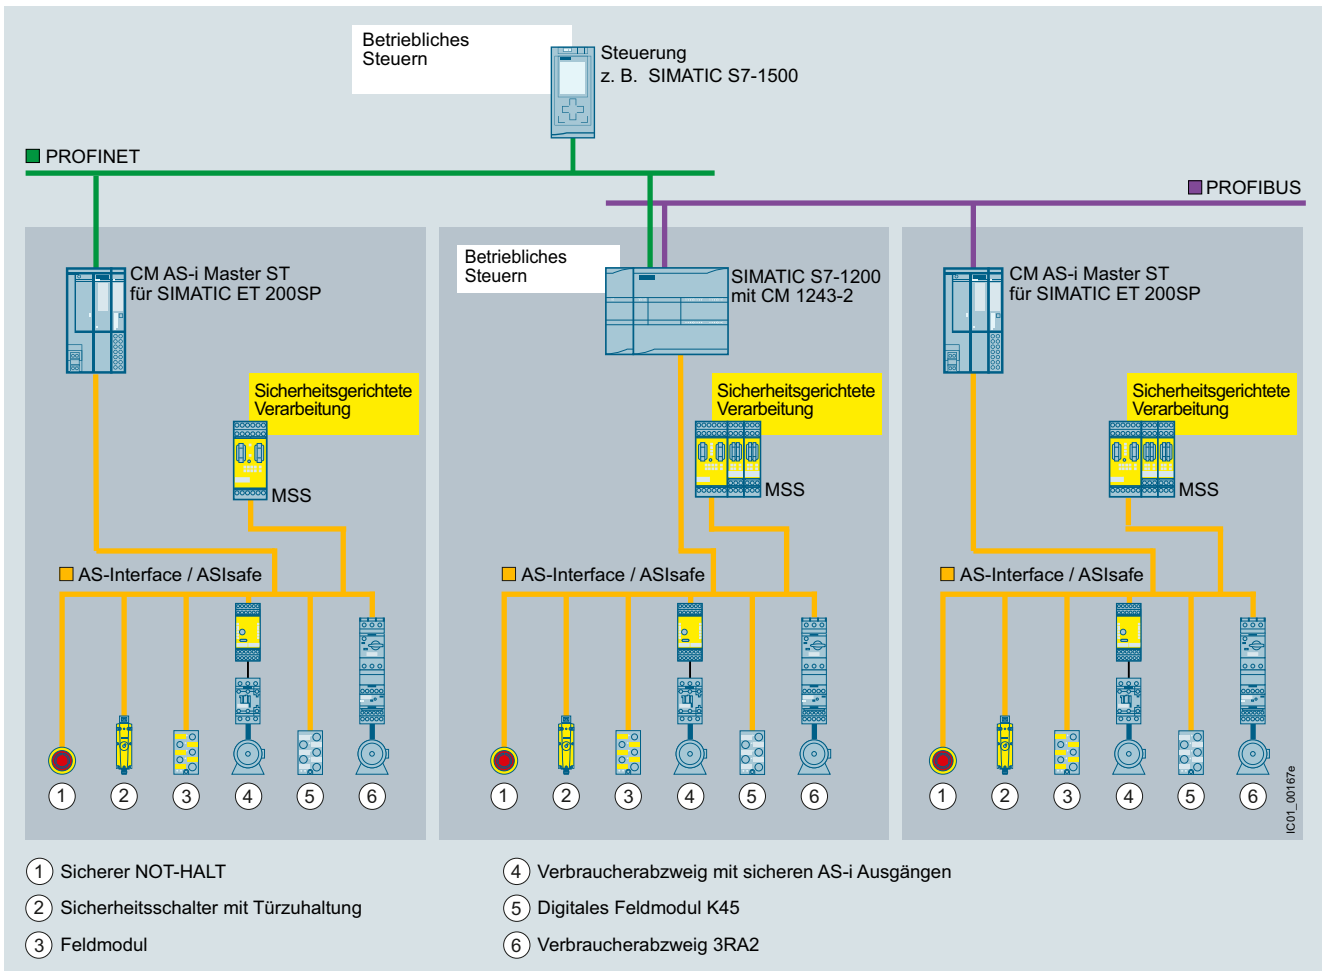 Betriebliches
Steuern
Steuerung
z. B. SIMATIC S7-1500
PROFINET
PROFIBUS
CM AS-i Master ST
für SIMATIC ET 200SP
Betriebliches
Steuern
SIMATIC S7-1200
mit CM 1243-2
CM AS-i Master ST
für SIMATIC ET 200SP
Sicherheitsgerichtete
Verarbeitung
MSS
Sicherheitsgerichtete
Verarbeitung
MSS
Sicherheitsgerichtete
Verarbeitung
MSS
AS-Interface / ASIsafe
AS-Interface / ASIsafe
AS-Interface / ASIsafe
1 2 3 4 5 6
1 2 3 4 5 6
1 2 3 4 5 6
IC01_00167e
1 Sicherer NOT-HALT
2 Sicherheitsschalter mit Türzuhaltung
3 Feldmodul
4 Verbraucherabzweig mit sicheren AS-i Ausgängen
5 Digitales Feldmodul K45
6 Verbraucherabzweig 3RA2